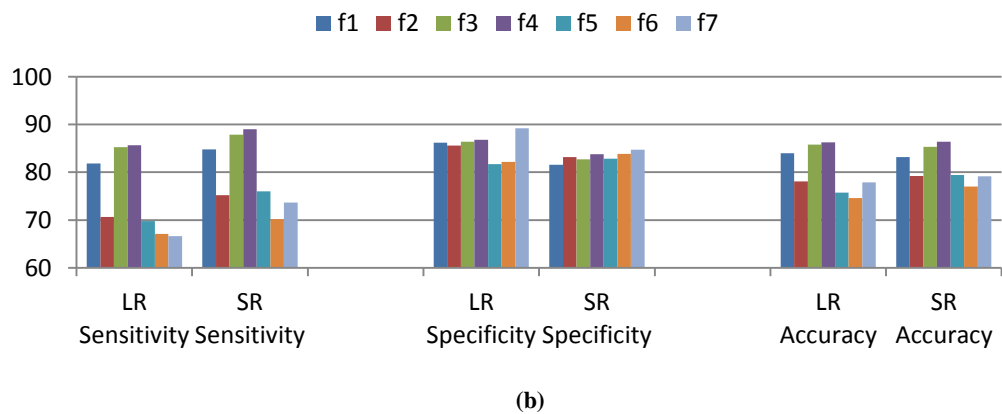 f1 f2 f3 f4 f5 f6 f7
100
90
80
70
60
LR SR LR SR LR SR
Sensitivity Sensitivity Specificity Specificity Accuracy Accuracy
(b)